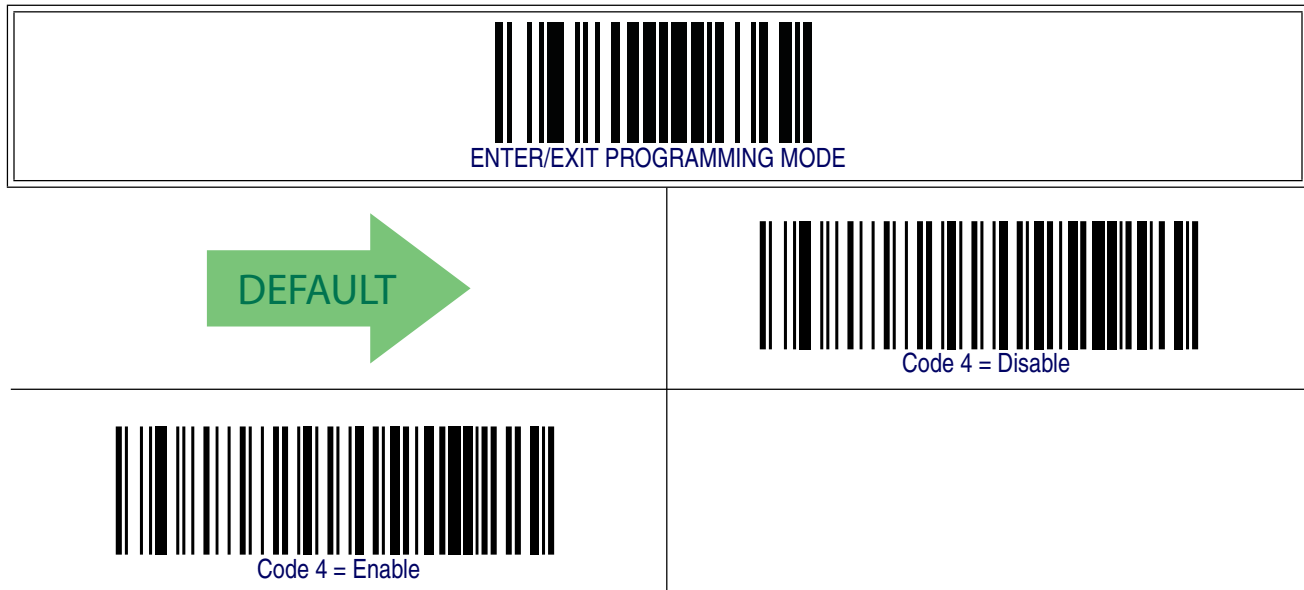 ENTER/EXIT PROGRAMMING MODE
DEFAULT
Code 4 = Disable
Code 4 = Enable